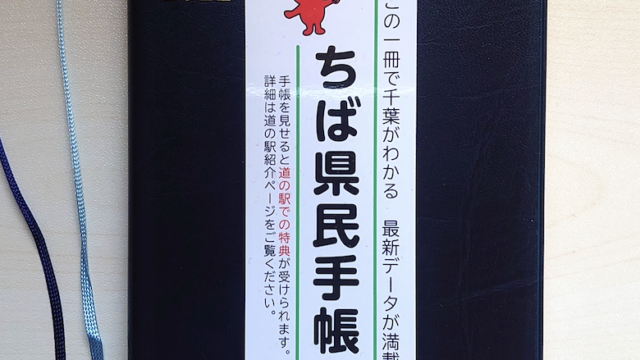 この一冊で千葉がわかる 最新データが満載
ちば県民手帳
手帳を見せると道の駅での特典が受けられます。
詳細は道の駅紹介ページをご覧ください。